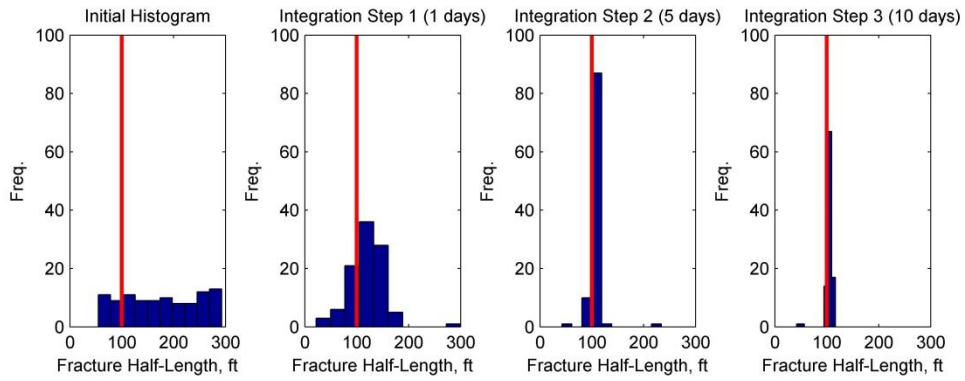 Initial Histogram
Integration Step 1 (1 days)
Integration Step 2 (5 days)
Integration Step 3 (10 days)
100
80
60
40
20
0
Freq.
0 100 200 300
Fracture Half-Length, ft
100
80
60
40
20
0
Freq.
0 100 200 300
Fracture Half-Length, ft
100
80
60
40
20
0
Freq.
0 100 200 300
Fracture Half-Length, ft
100
80
60
40
20
0
Freq.
0 100 200 300
Fracture Half-Length, ft